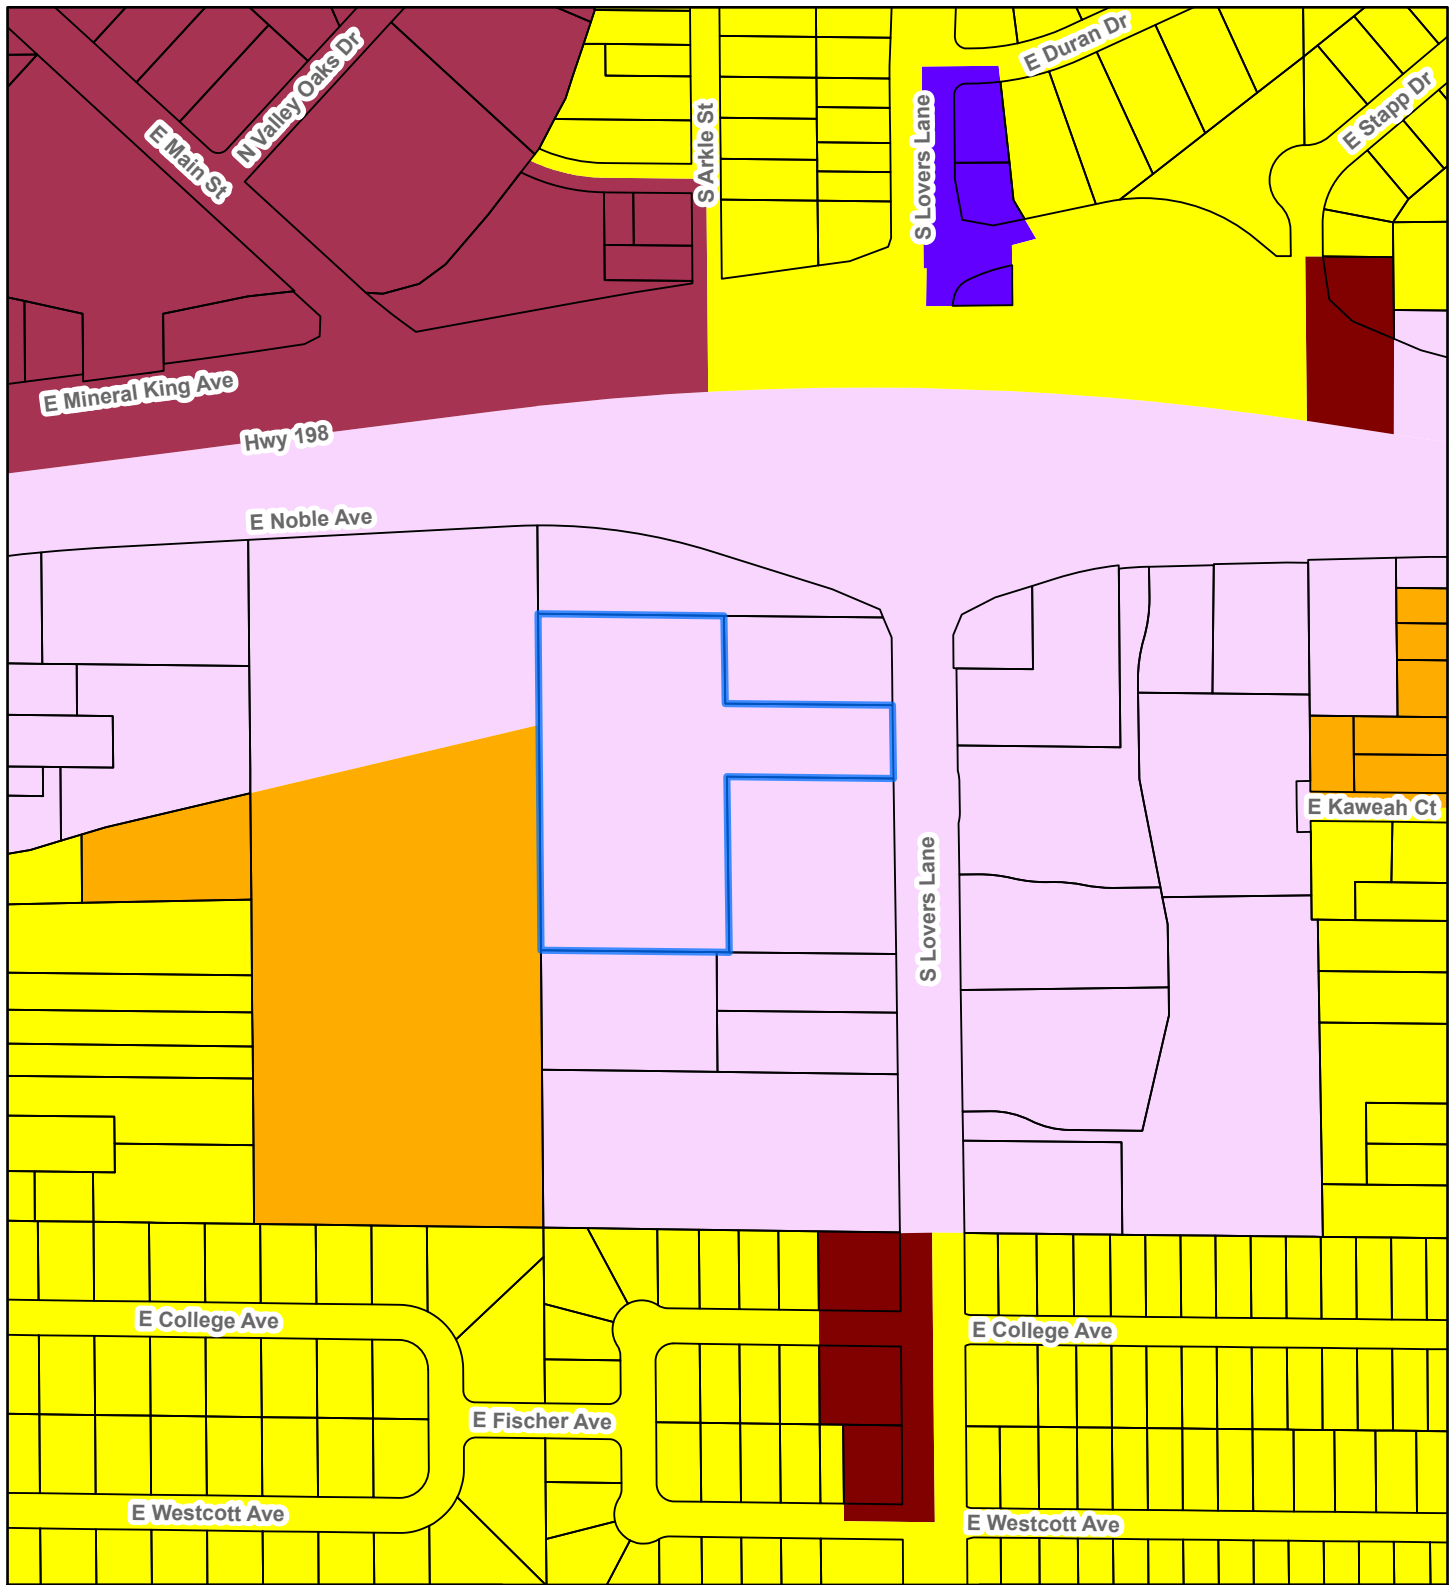 E Duran Dr
N Valley Oaks Dr
E Stapp Dr
E Main St
S Arkle St
S Lovers Lane
E Mineral King Ave
Hwy 198
E Noble Ave
E Kaweah Ct
S Lovers Lane
E College Ave
E College Ave
E Fischer Ave
E Westcott Ave
E Westcott Ave